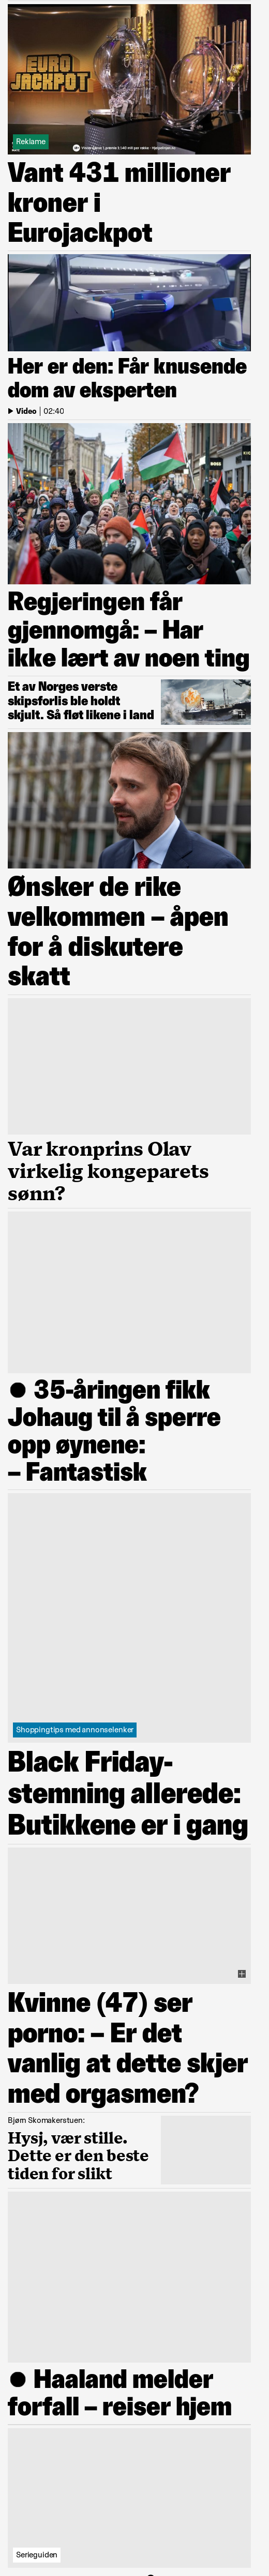 EURO
JACKPOT
Reklame
Vant 431 millioner
kroner i
Eurojackpot
Her er den: Får knusende
dom av eksperten
Video | 02:40
BOSS
Regjeringen får
gjennomgå: – Har
ikke lært av noen ting
Et av Norges verste
skipsforlis ble holdt
skjult. Så fløt likene i land
Ønsker de rike
velkommen – åpen
for å diskutere
skatt
Var kronprins Olav
virkelig kongeparets
sønn?
● 35-åringen fikk
Johaug til å sperre
opp øynene:
– Fantastisk
Shoppingtips med annonselenker
Black Friday-
stemning allerede:
Butikkene er i gang
Kvinne (47) ser
porno: – Er det
vanlig at dette skjer
med orgasmen?
Bjørn Skomakerstuen:
Hysj, vær stille.
Dette er den beste
tiden for slikt
● Haaland melder
forfall – reiser hjem
Serieguiden